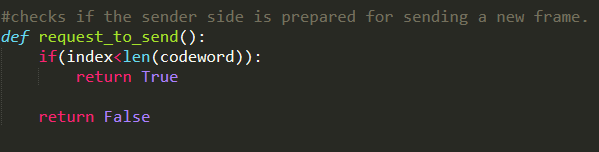 #checks if the sender side is prepared for sending a new frame.
def request_to_send():
    if(index<len(codeword)):
        return True

    return False